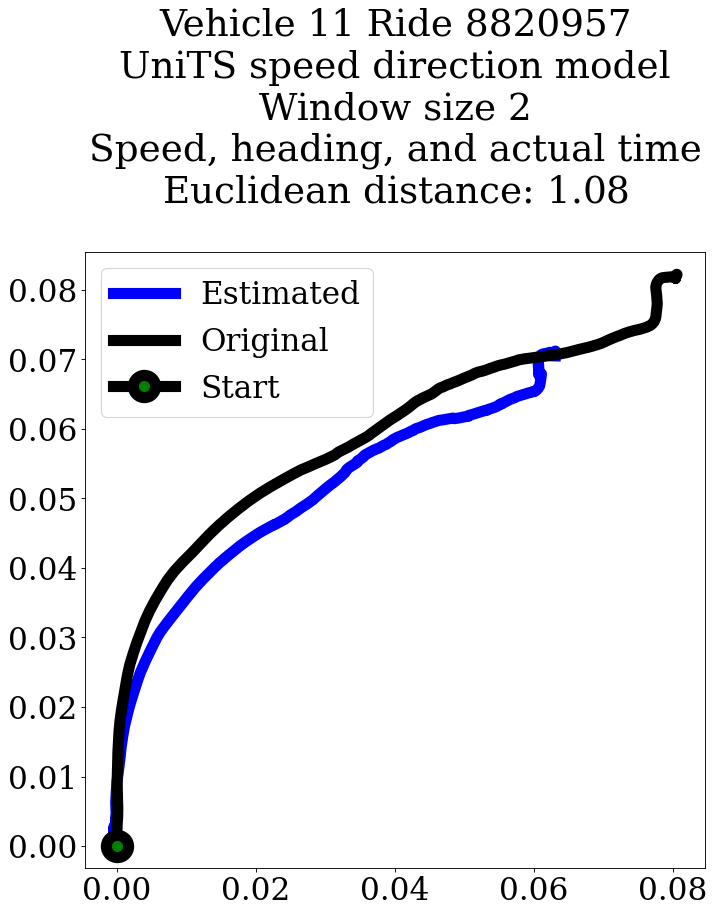 Vehicle 11 Ride 8820957
UniTS speed direction model
Window size 2
Speed, heading, and actual time
Euclidean distance: 1.08
Estimated
Original
Start
0.08
0.07
0.06
0.05
0.04
0.03
0.02
0.01
0.00
0.00 0.02 0.04 0.06 0.08